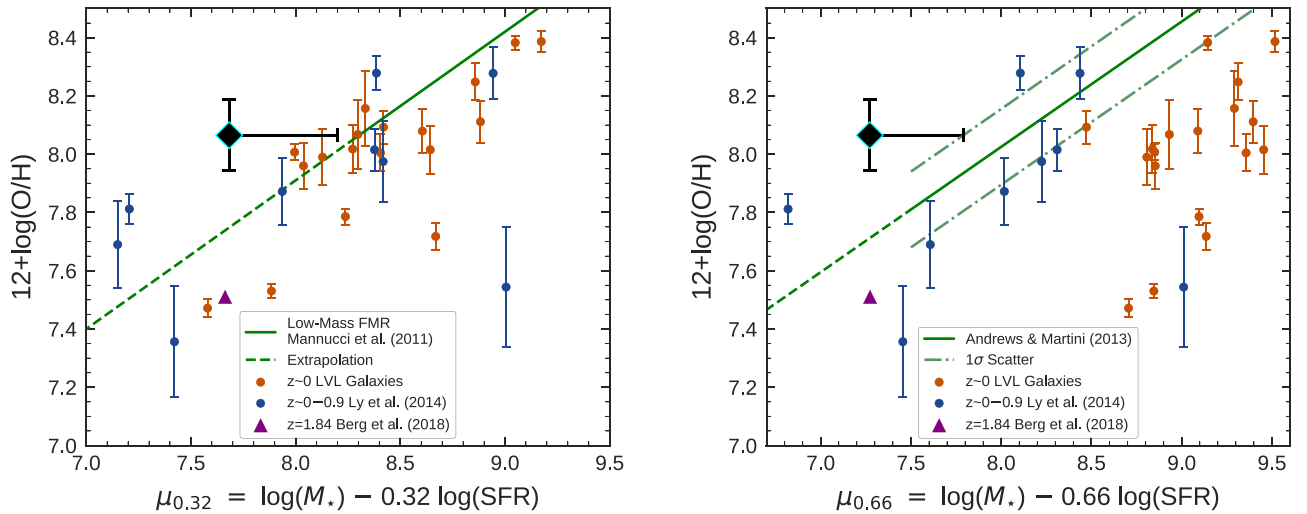 12+log(O/H)
8.4
8.2
8.0
7.8
7.6
7.4
7.2
7.0
Low-Mass FMR
Mannucci et al. (2011)
Extrapolation
z~0 LVL Galaxies
z~0−0.9 Ly et al. (2014)
z=1.84 Berg et al. (2018)
7.0 7.5 8.0 8.5 9.0 9.5
μ0.32 = log(M⋆) − 0.32 log(SFR)
12+log(O/H)
8.4
8.2
8.0
7.8
7.6
7.4
7.2
7.0
Andrews & Martini (2013)
1σ Scatter
z~0 LVL Galaxies
z~0−0.9 Ly et al. (2014)
z=1.84 Berg et al. (2018)
7.0 7.5 8.0 8.5 9.0 9.5
μ0.66 = log(M⋆) − 0.66 log(SFR)